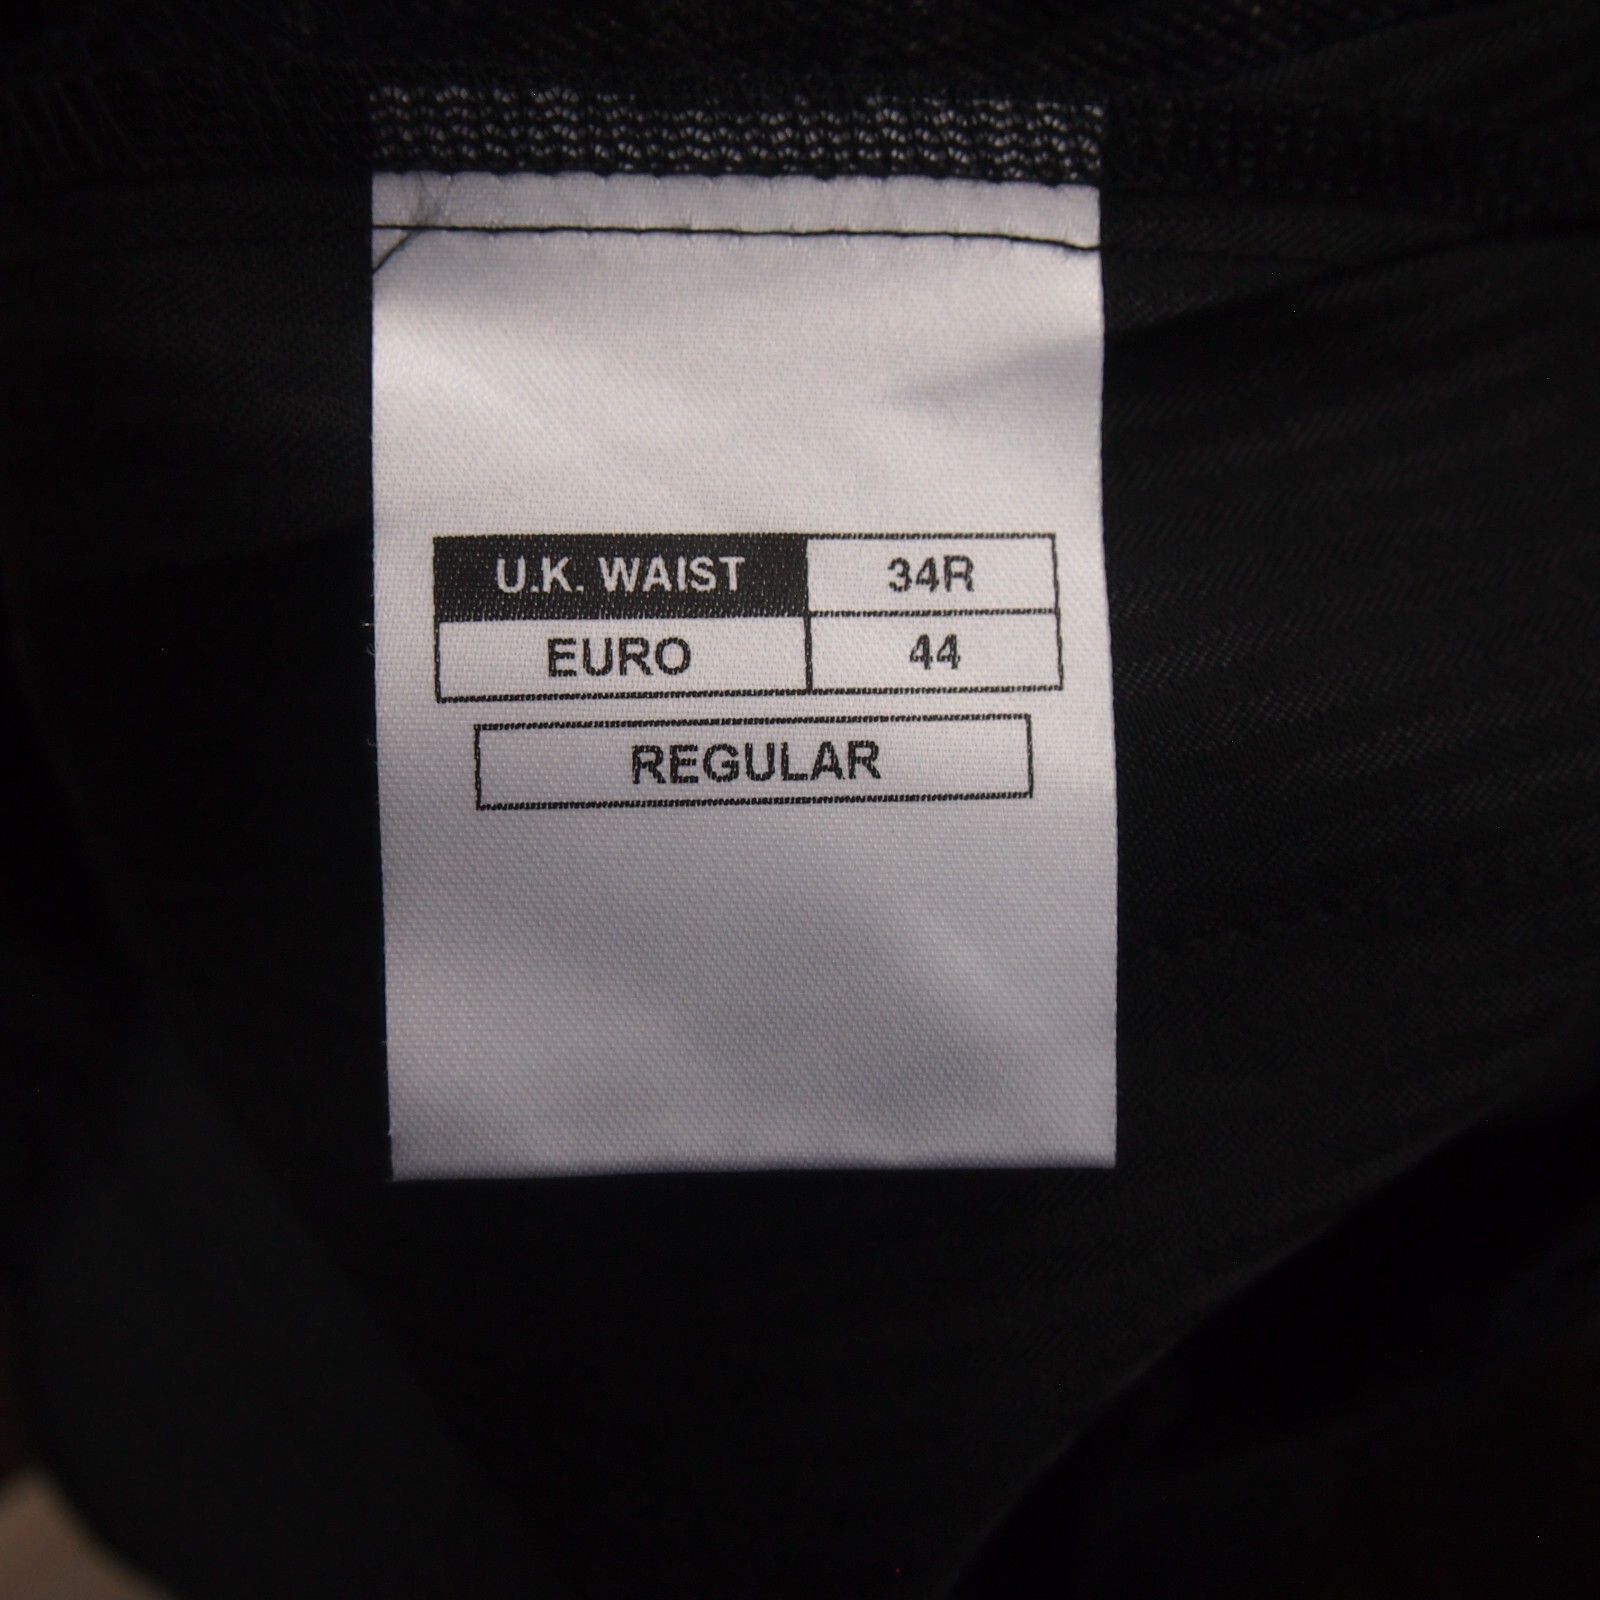 U.K. WAIST 34R
EURO 44
REGULAR